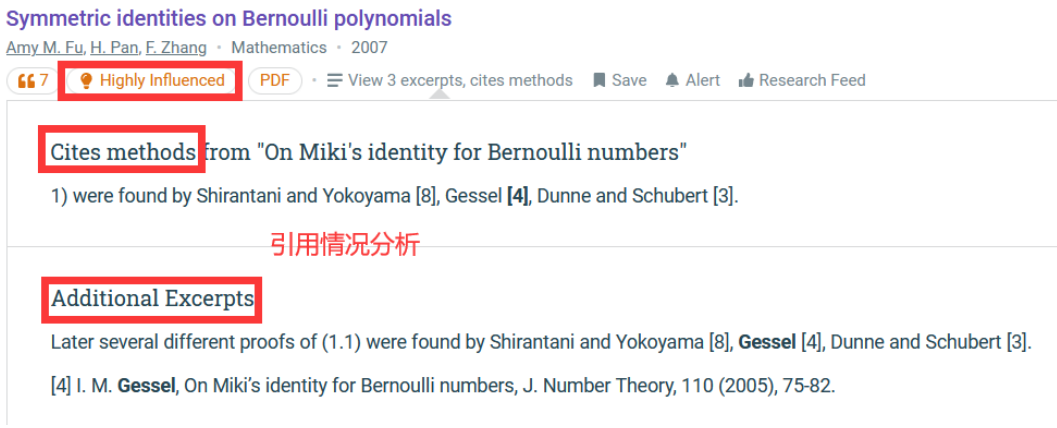 Symmetric identities on Bernoulli polynomials
Amy M. Fu, H. Pan, F. Zhang • Mathematics • 2007
7 Highly Influenced PDF • View 3 excerpts, cites methods Save Alert Research Feed
Cites methods from "On Miki's identity for Bernoulli numbers"
1) were found by Shirantani and Yokoyama [8], Gessel [4], Dunne and Schubert [3].
引用情况分析
Additional Excerpts
Later several different proofs of (1.1) were found by Shirantani and Yokoyama [8], Gessel [4], Dunne and Schubert [3].
[4] I. M. Gessel, On Miki’s identity for Bernoulli numbers, J. Number Theory, 110 (2005), 75-82.